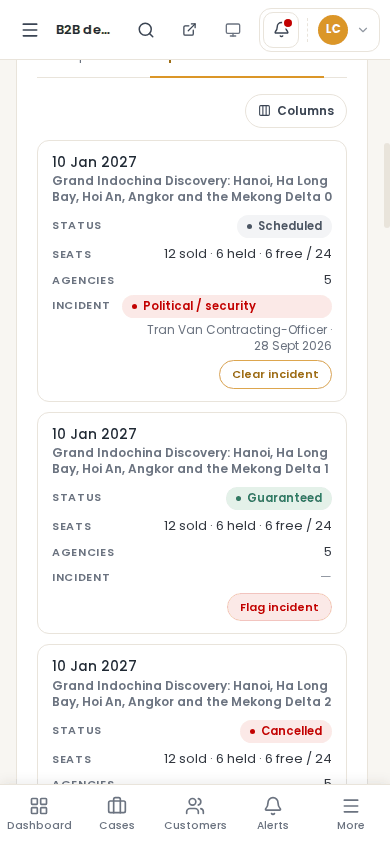 B2B de...
LC
Columns
10 Jan 2027
Grand Indochina Discovery: Hanoi, Ha Long
Bay, Hoi An, Angkor and the Mekong Delta 0
STATUS
Scheduled
SEATS
12 sold · 6 held · 6 free / 24
AGENCIES
5
INCIDENT
Political / security
Tran Van Contracting-Officer ·
28 Sept 2026
Clear incident
10 Jan 2027
Grand Indochina Discovery: Hanoi, Ha Long
Bay, Hoi An, Angkor and the Mekong Delta 1
STATUS
Guaranteed
SEATS
12 sold · 6 held · 6 free / 24
AGENCIES
5
INCIDENT
—
Flag incident
10 Jan 2027
Grand Indochina Discovery: Hanoi, Ha Long
Bay, Hoi An, Angkor and the Mekong Delta 2
STATUS
Cancelled
SEATS
12 sold · 6 held · 6 free / 24
AGENCIES
5
Dashboard
Cases
Customers
Alerts
More